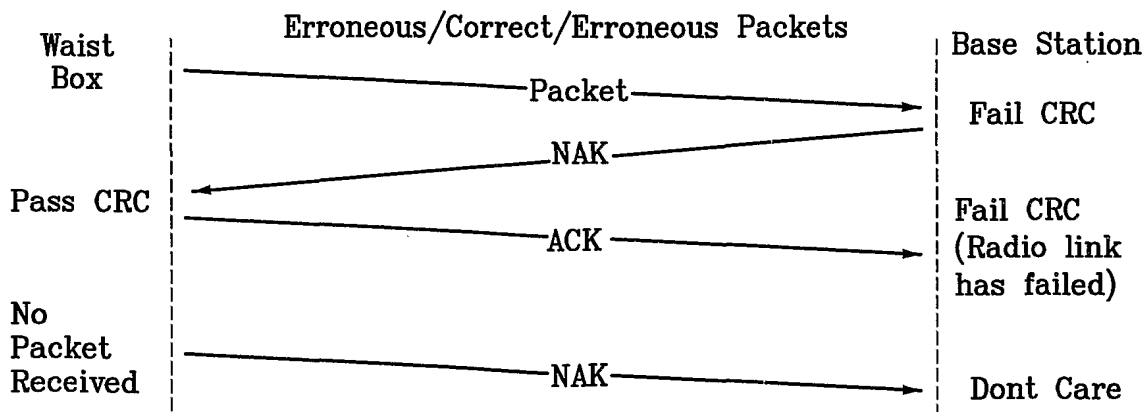 Erroneous/Correct/Erroneous Packets
Waist
Box
Base Station
Packet
Fail CRC
NAK
Pass CRC
ACK
Fail CRC
(Radio link
has failed)
No
Packet
Received
NAK
Dont Care